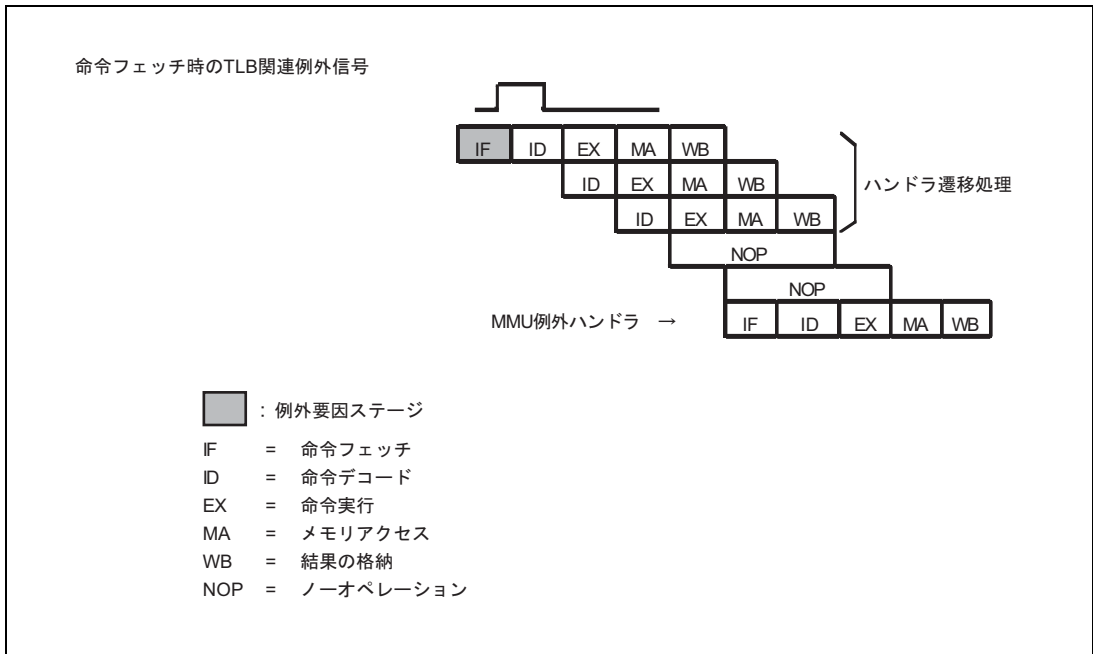 命令フェッチ時のTLB関連例外信号
IF ID EX MA WB
ID EX MA WB
ハンドラ遷移処理
ID EX MA WB
NOP
NOP
MMU例外ハンドラ →
IF ID EX MA WB
: 例外要因ステージ
IF = 命令フェッチ
ID = 命令デコード
EX = 命令実行
MA = メモリアクセス
WB = 結果の格納
NOP = ノーオペレーション